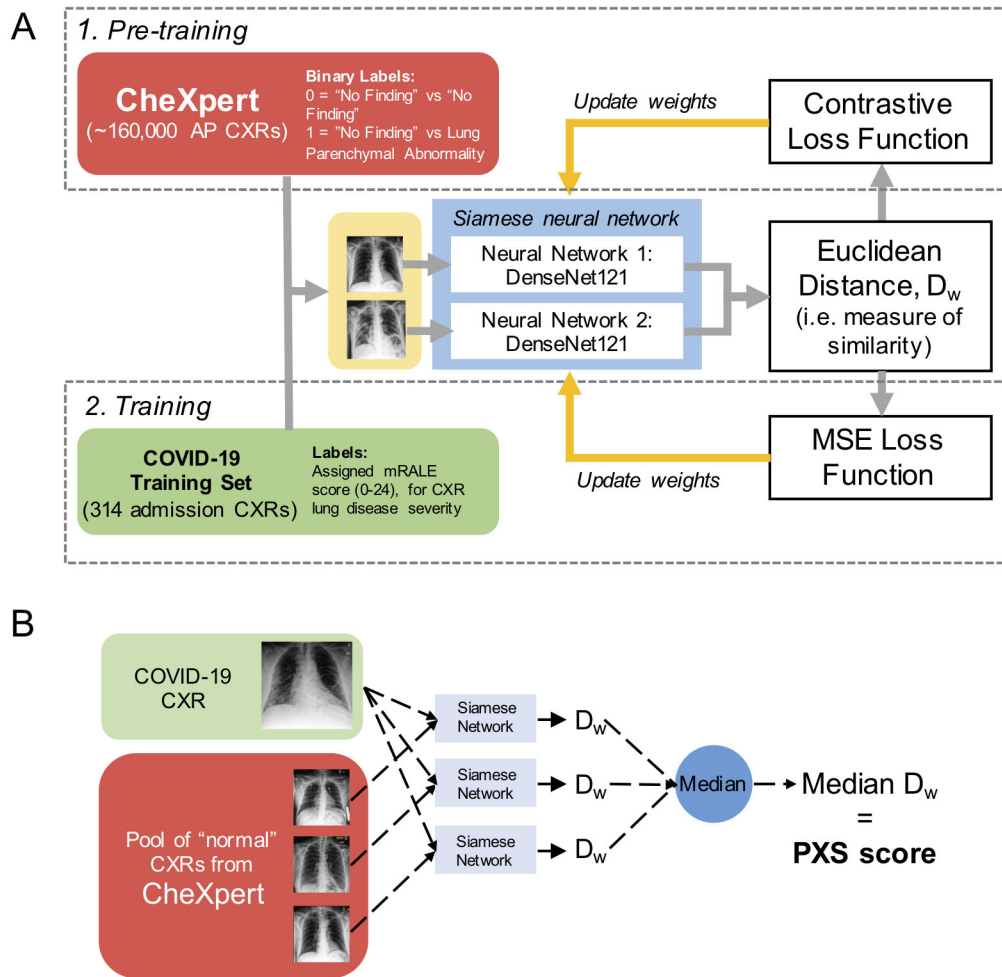 A
1. Pre-training
CheXpert
(~160,000 AP CXRs)
Binary Labels:
0 = “No Finding” vs “No
Finding”
1 = ”No Finding” vs Lung
Parenchymal Abnormality
Update weights
Contrastive
Loss Function
Siamese neural network
Neural Network 1:
DenseNet121
Neural Network 2:
DenseNet121
Euclidean
Distance, Dw
(i.e. measure of
similarity)
2. Training
COVID-19
Training Set
(314 admission CXRs)
Labels:
Assigned mRALE
score (0-24), for CXR
lung disease severity
Update weights
MSE Loss
Function
B
COVID-19
CXR
Pool of “normal”
CXRs from
CheXpert
Siamese
Network
Dw
Siamese
Network
Dw
Siamese
Network
Dw
Median
Median Dw
=
PXS score